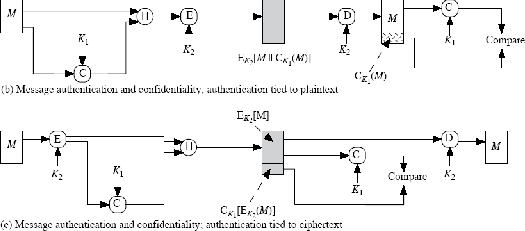 M
K₁
C
||
E
K₂
E_K₂[M || C_K₁(M)]
D
K₂
M
C_K₁(M)
C
K₁
Compare
(b) Message authentication and confidentiality; authentication tied to plaintext
M
E
K₂
K₁
C
||
E_K₂[M]
C_K₁[E_K₂(M)]
C
K₁
Compare
D
K₂
M
(c) Message authentication and confidentiality; authentication tied to ciphertext